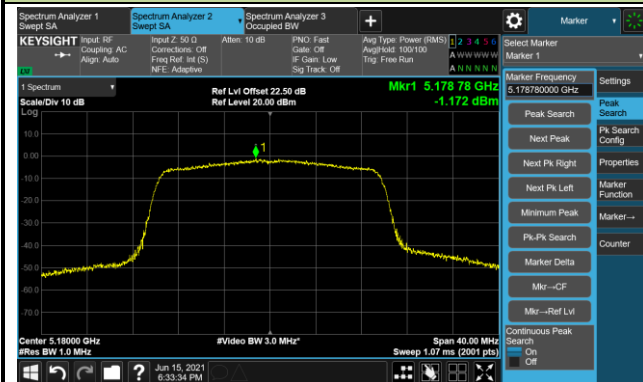 Spectrum Analyzer 1
Swept SA
Spectrum Analyzer 2
Swept SA
Spectrum Analyzer 3
Occupied BW
+
Marker
KEYSIGHT
Input: RF
Coupling: AC
Align: Auto
Input Z: 50 Ω
Corrections: Off
Freq Ref: Int (S)
NFE: Adaptive
Atten: 10 dB
PNO: Fast
Gate: Off
IF Gain: Low
Sig Track: Off
Avg Type: Power (RMS)
Avg|Hold: 100/100
Trig: Free Run
1 2 3 4 5 6
A W W W W W
A N N N N N
Select Marker
Marker 1
1 Spectrum
Scale/Div 10 dB
Log
Ref Lvl Offset 22.50 dB
Ref Level 20.00 dBm
Mkr1 5.178 78 GHz
-1.172 dBm
10.0
0.00
-10.0
-20.0
-30.0
-40.0
-50.0
-60.0
-70.0
1
Center 5.18000 GHz
#Res BW 1.0 MHz
#Video BW 3.0 MHz*
Span 40.00 MHz
Sweep 1.07 ms (2001 pts)
Marker Frequency
5.178780000 GHz
Peak Search
Next Peak
Next Pk Right
Next Pk Left
Minimum Peak
Pk-Pk Search
Marker Delta
Mkr→CF
Mkr→Ref Lvl
Continuous Peak
Search
On
Off
Settings
Peak
Search
Pk Search
Config
Properties
Marker
Function
Marker→
Counter
?
Jun 15, 2021
6:33:34 PM